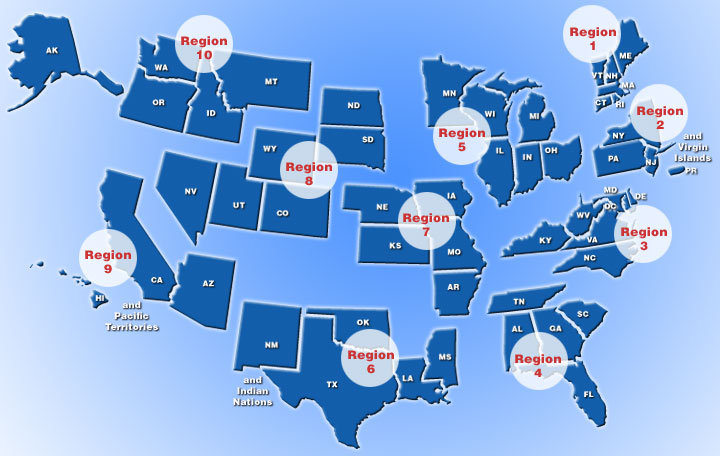 AK
WA
Region
10
MT
OR
ID
ND
SD
WY
Region
8
NV
UT
CO
Region
9
CA
AZ
HI
and
Pacific
Territories
NE
KS
IA
Region
7
MO
AR
NM
and
Indian
Nations
OK
TX
Region
6
LA
MS
MN
WI
MI
Region
5
IL
IN
OH
Region
1
ME
VT
NH
MA
CT
RI
Region
2
NY
PA
NJ
and
Virgin
Islands
PR
MD
DE
DC
WV
KY
VA
NC
Region
3
TN
AL
GA
SC
FL
Region
4